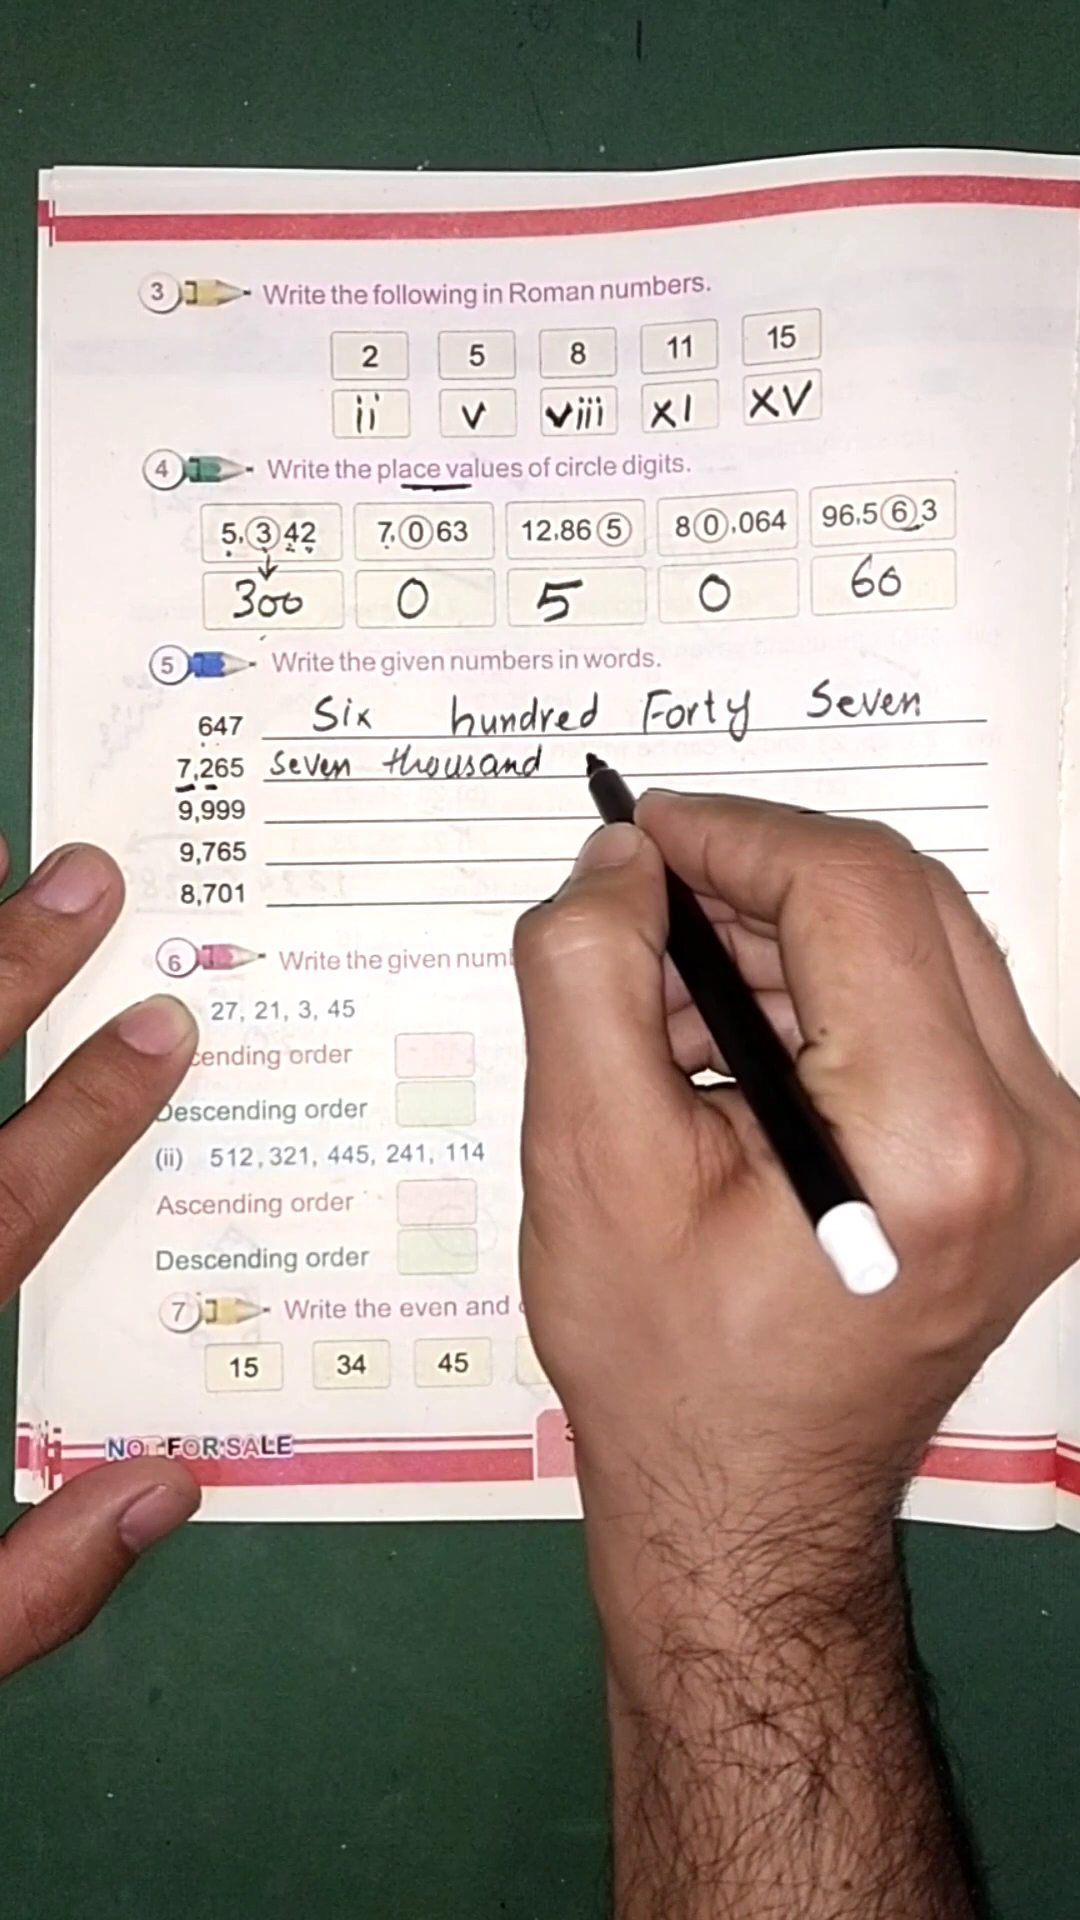 3 Write the following in Roman numbers.
2 5 8 11 15
ii v viii XI XV
4 Write the place values of circle digits.
5,342 7,063 12,865 80,064 96,563
300 0 5 0 60
5 Write the given numbers in words.
647 Six hundred Forty Seven
7,265 Seven thousand
9,999
9,765
8,701
6 Write the given
27, 21, 3, 45
order
Descending order
(ii) 512, 321, 445, 241, 114
Ascending order
Descending order
7 Write the even and
15 34 45
NOT FOR SALE